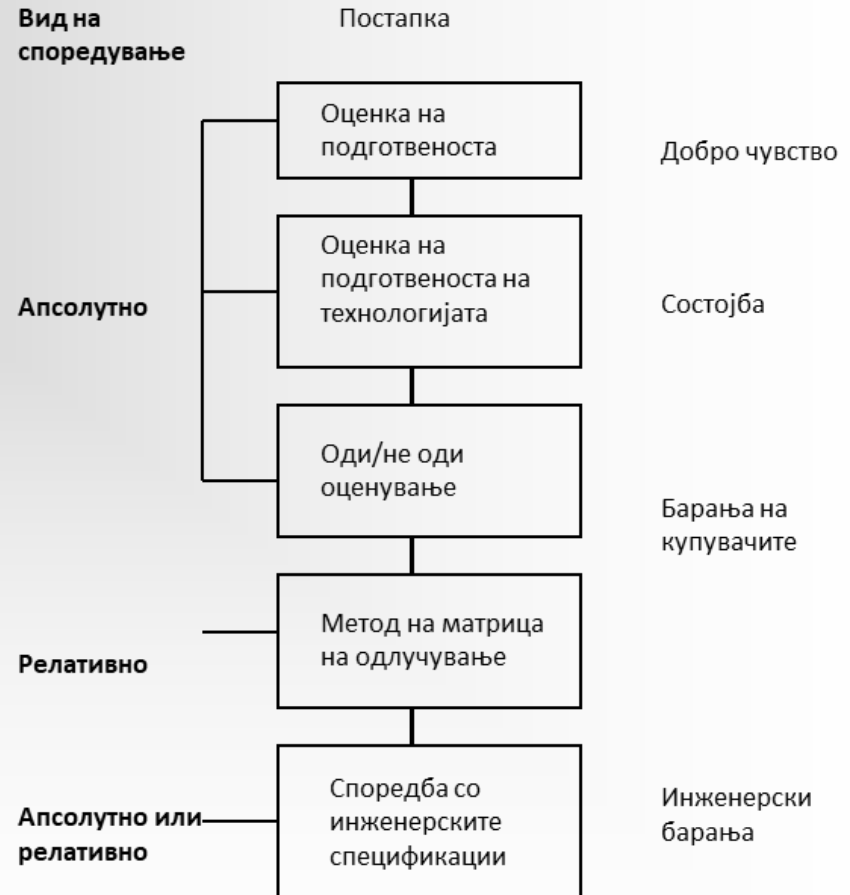 Вид на
споредување
Постапка
Оценка на
подготвеноста
Добро чувство
Оценка на
подготвеноста на
технологијата
Апсолутно
Состојба
Оди/не оди
оценување
Барања на
купувачите
Метод на матрица
на одлучување
Релативно
Споредба со
инженерските
спецификации
Апсолутно или
релативно
Инженерски
барања